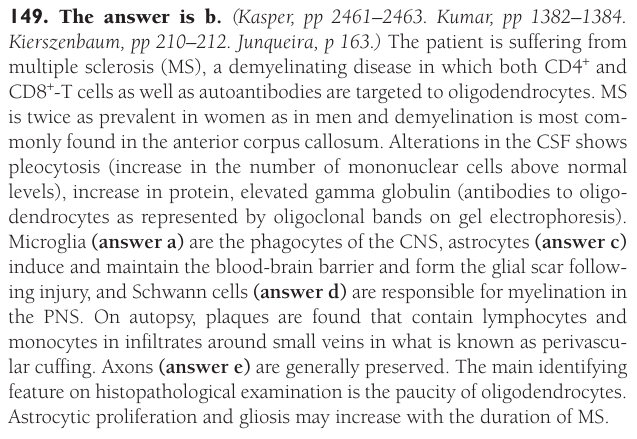 149. The answer is b. (Kasper, pp 2461–2463. Kumar, pp 1382–1384.
Kierszenbaum, pp 210–212. Junqueira, p 163.) The patient is suffering from
multiple sclerosis (MS), a demyelinating disease in which both CD4⁺ and
CD8⁺-T cells as well as autoantibodies are targeted to oligodendrocytes. MS
is twice as prevalent in women as in men and demyelination is most com-
monly found in the anterior corpus callosum. Alterations in the CSF shows
pleocytosis (increase in the number of mononuclear cells above normal
levels), increase in protein, elevated gamma globulin (antibodies to oligo-
dendrocytes as represented by oligoclonal bands on gel electrophoresis).
Microglia (answer a) are the phagocytes of the CNS, astrocytes (answer c)
induce and maintain the blood-brain barrier and form the glial scar follow-
ing injury, and Schwann cells (answer d) are responsible for myelination in
the PNS. On autopsy, plaques are found that contain lymphocytes and
monocytes in infiltrates around small veins in what is known as perivascu-
lar cuffing. Axons (answer e) are generally preserved. The main identifying
feature on histopathological examination is the paucity of oligodendrocytes.
Astrocytic proliferation and gliosis may increase with the duration of MS.